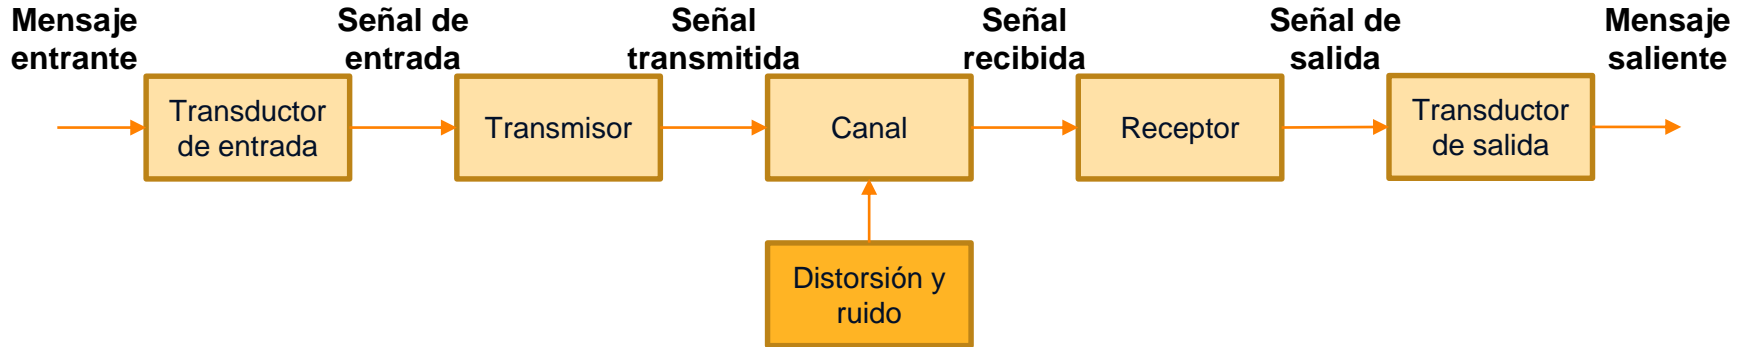 Mensaje
entrante
Señal de
entrada
Señal
transmitida
Señal
recibida
Señal de
salida
Mensaje
saliente
Transductor
de entrada
Transmisor
Canal
Receptor
Transductor
de salida
Distorsión y
ruido